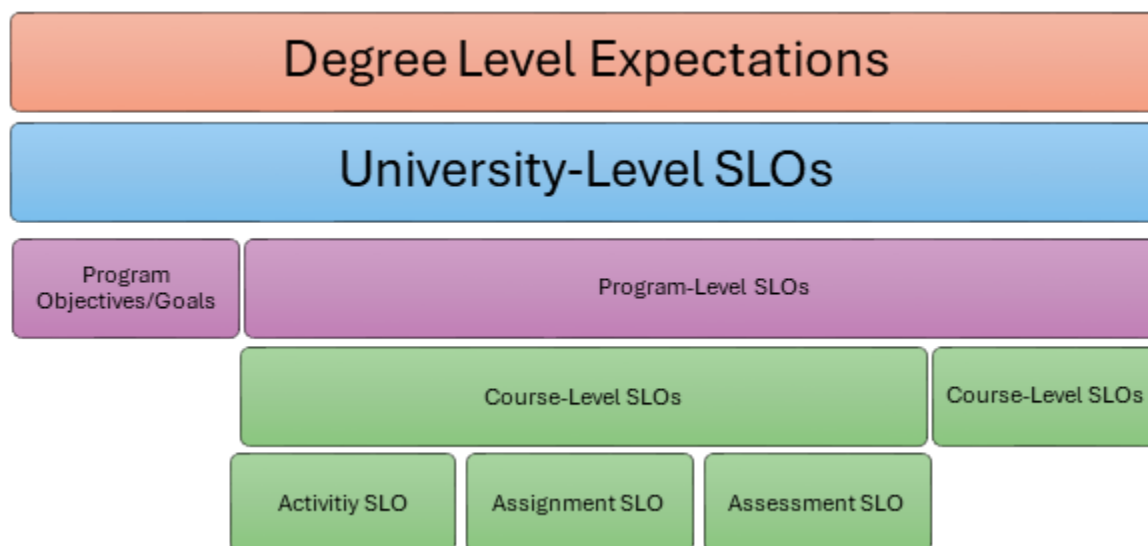 Degree Level Expectations
University-Level SLOs
Program
Objectives/Goals
Program-Level SLOs
Course-Level SLOs
Course-Level SLOs
Activitiy SLO
Assignment SLO
Assessment SLO